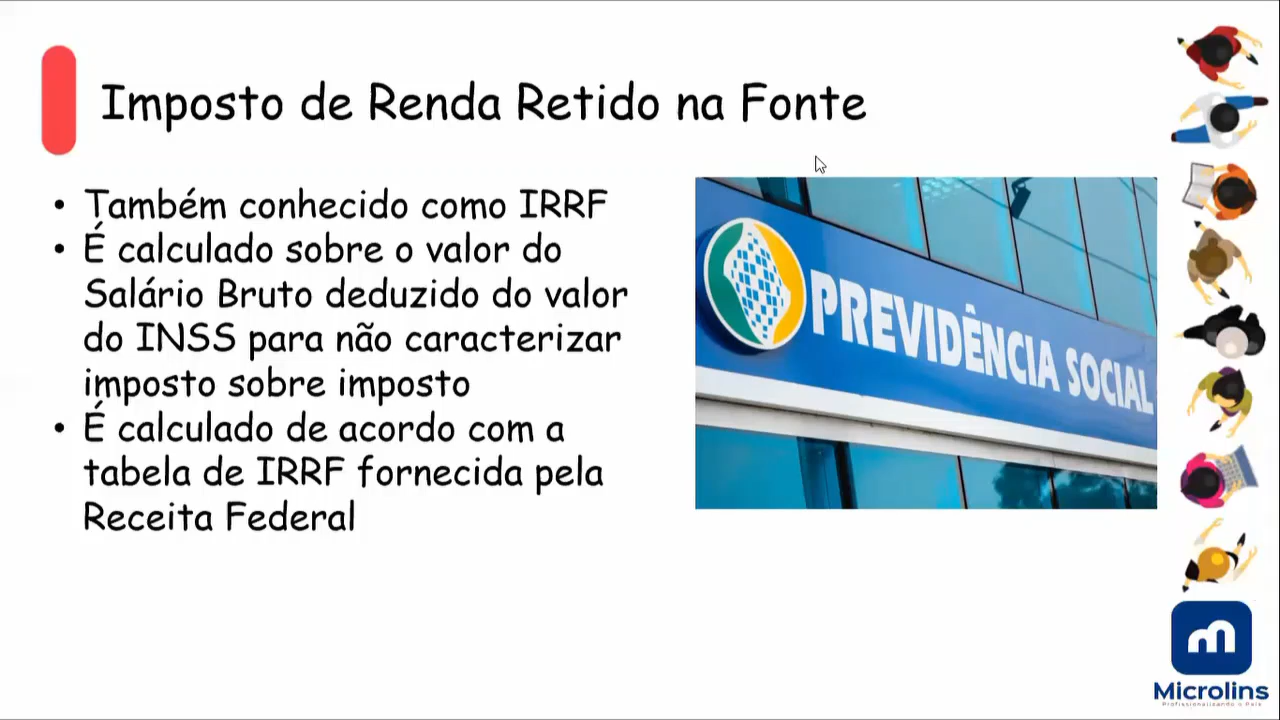 Imposto de Renda Retido na Fonte
• Também conhecido como IRRF
• É calculado sobre o valor do
Salário Bruto deduzido do valor
do INSS para não caracterizar
imposto sobre imposto
• É calculado de acordo com a
tabela de IRRF fornecida pela
Receita Federal
PREVIDÊNCIA SOCIAL
Microlins
Profissionalizando o País